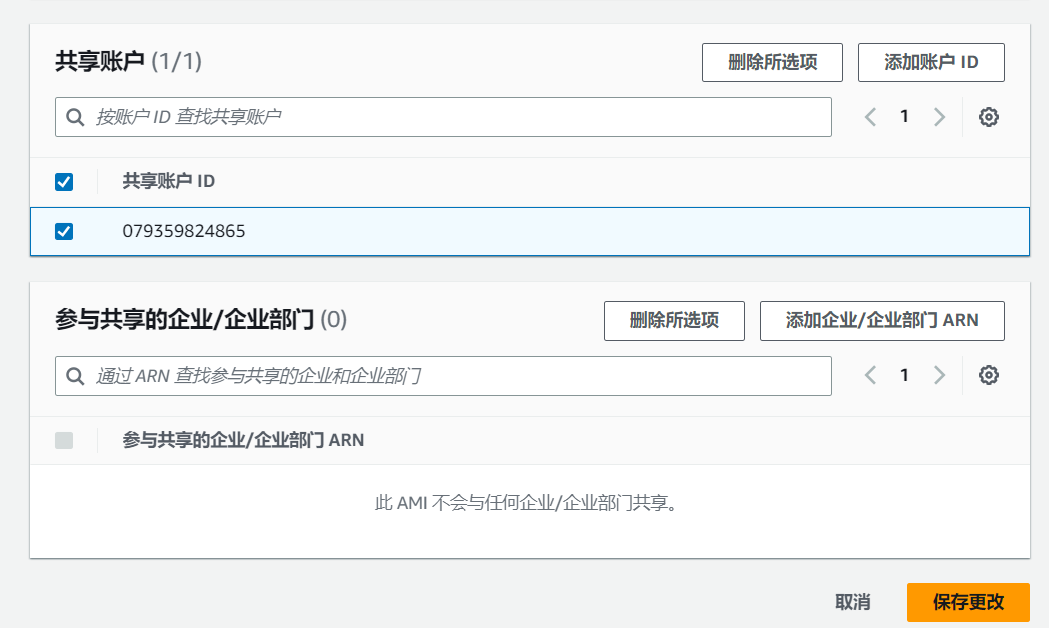 共享账户 (1/1)
删除所选项
添加账户 ID
按账户 ID 查找共享账户
1
共享账户 ID
079359824865
参与共享的企业/企业部门 (0)
删除所选项
添加企业/企业部门 ARN
通过 ARN 查找参与共享的企业和企业部门
1
参与共享的企业/企业部门 ARN
此 AMI 不会与任何企业/企业部门共享。
取消
保存更改